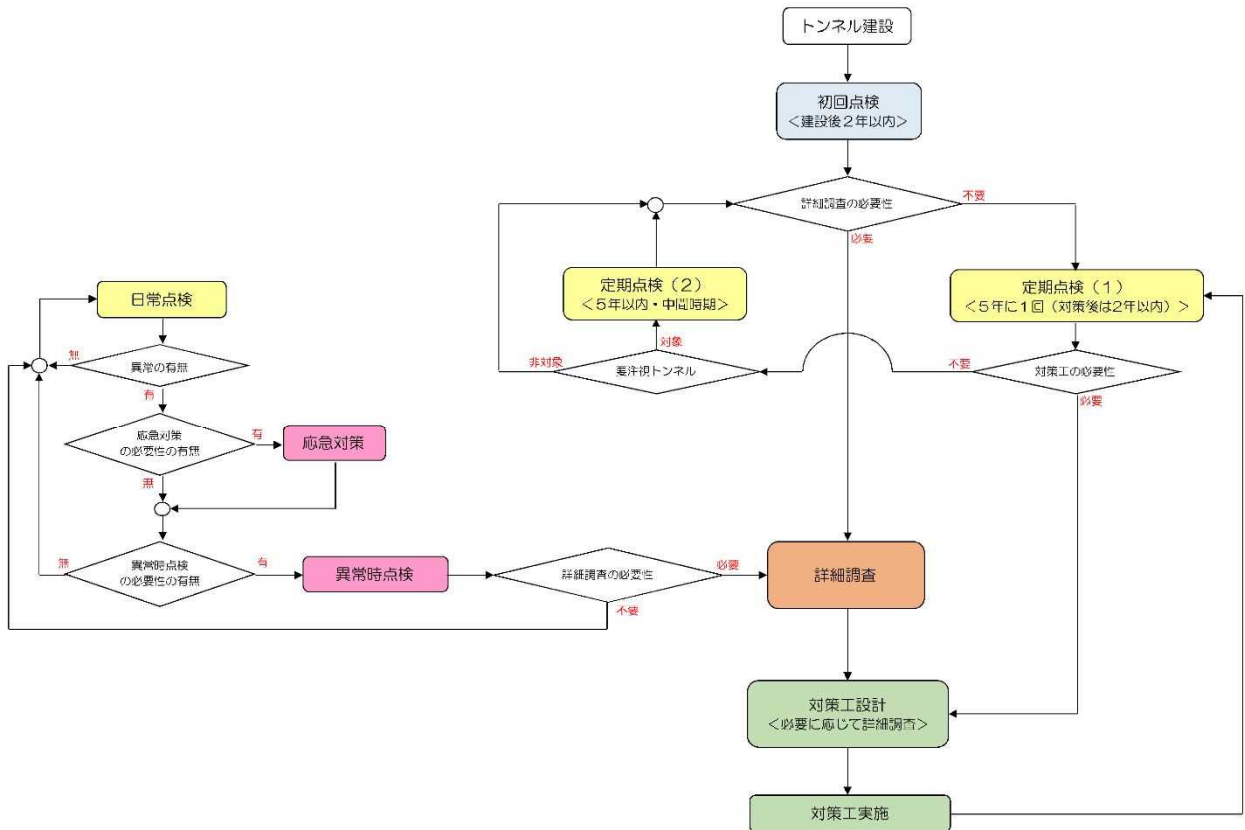 トンネル建設
初回点検
<建設後2年以内>
詳細調査の必要性
不要
必要
定期点検(2)
<5年以内・中間時期>
定期点検(1)
<5年に1回(対策後は2年以内)>
対象
非対象
要注視トンネル
不要
対策工の必要性
必要
日常点検
無
異常の有無
有
応急対策
の必要性の有無
有
応急対策
無
無
異常時点検
の必要性の有無
有
異常時点検
詳細調査の必要性
必要
不要
詳細調査
対策工設計
<必要に応じて詳細調査>
対策工実施